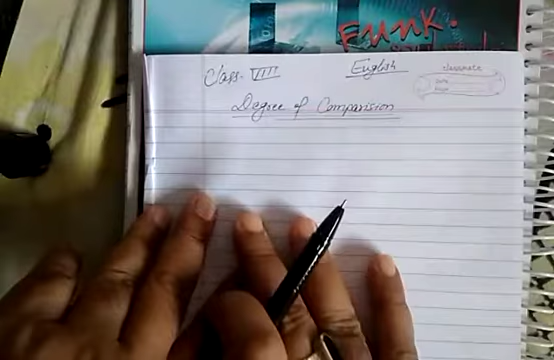 Funk.
Class - VIII English classmate
Degree of Comparision